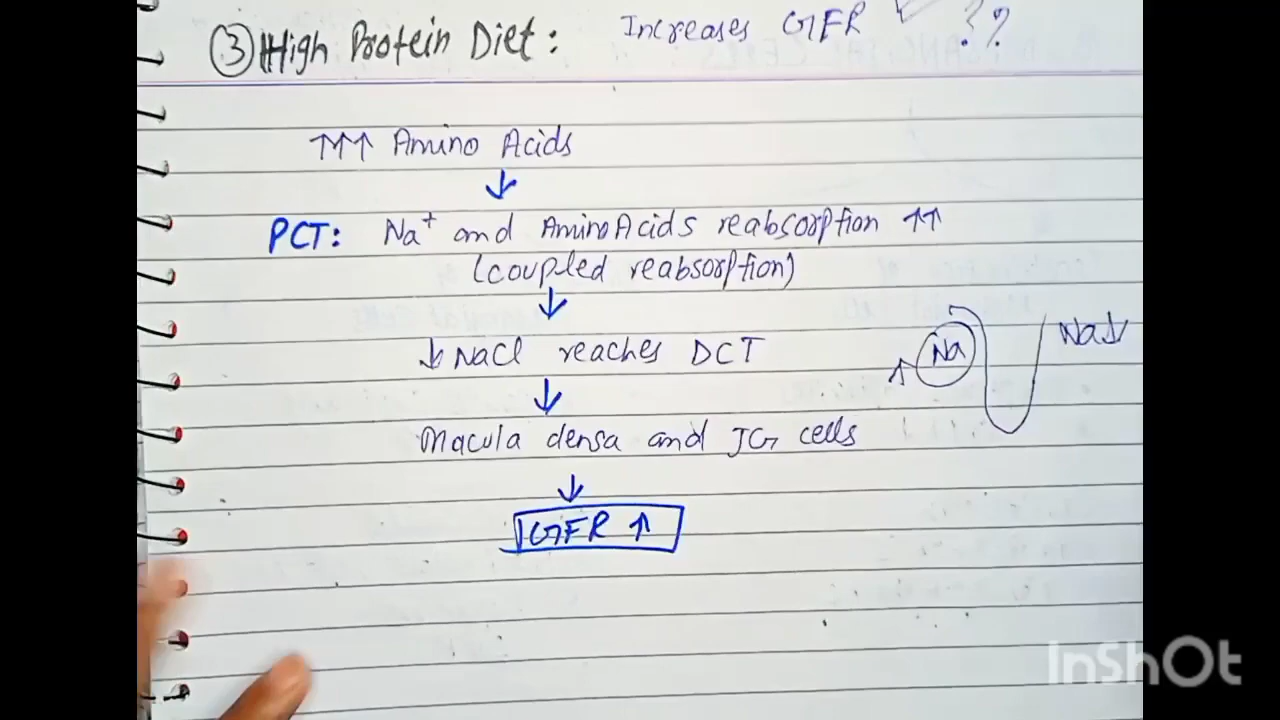 ③ High Protein Diet: Increases GFR ??
↑↑↑ Amino Acids
↓
PCT: Na⁺ and Amino Acids reabsorption ↑↑
(coupled reabsorption)
↓
↓ NaCl reaches DCT
Na Na↓
↑
↓
Macula densa and JG cells
↓
GFR ↑
InShOt